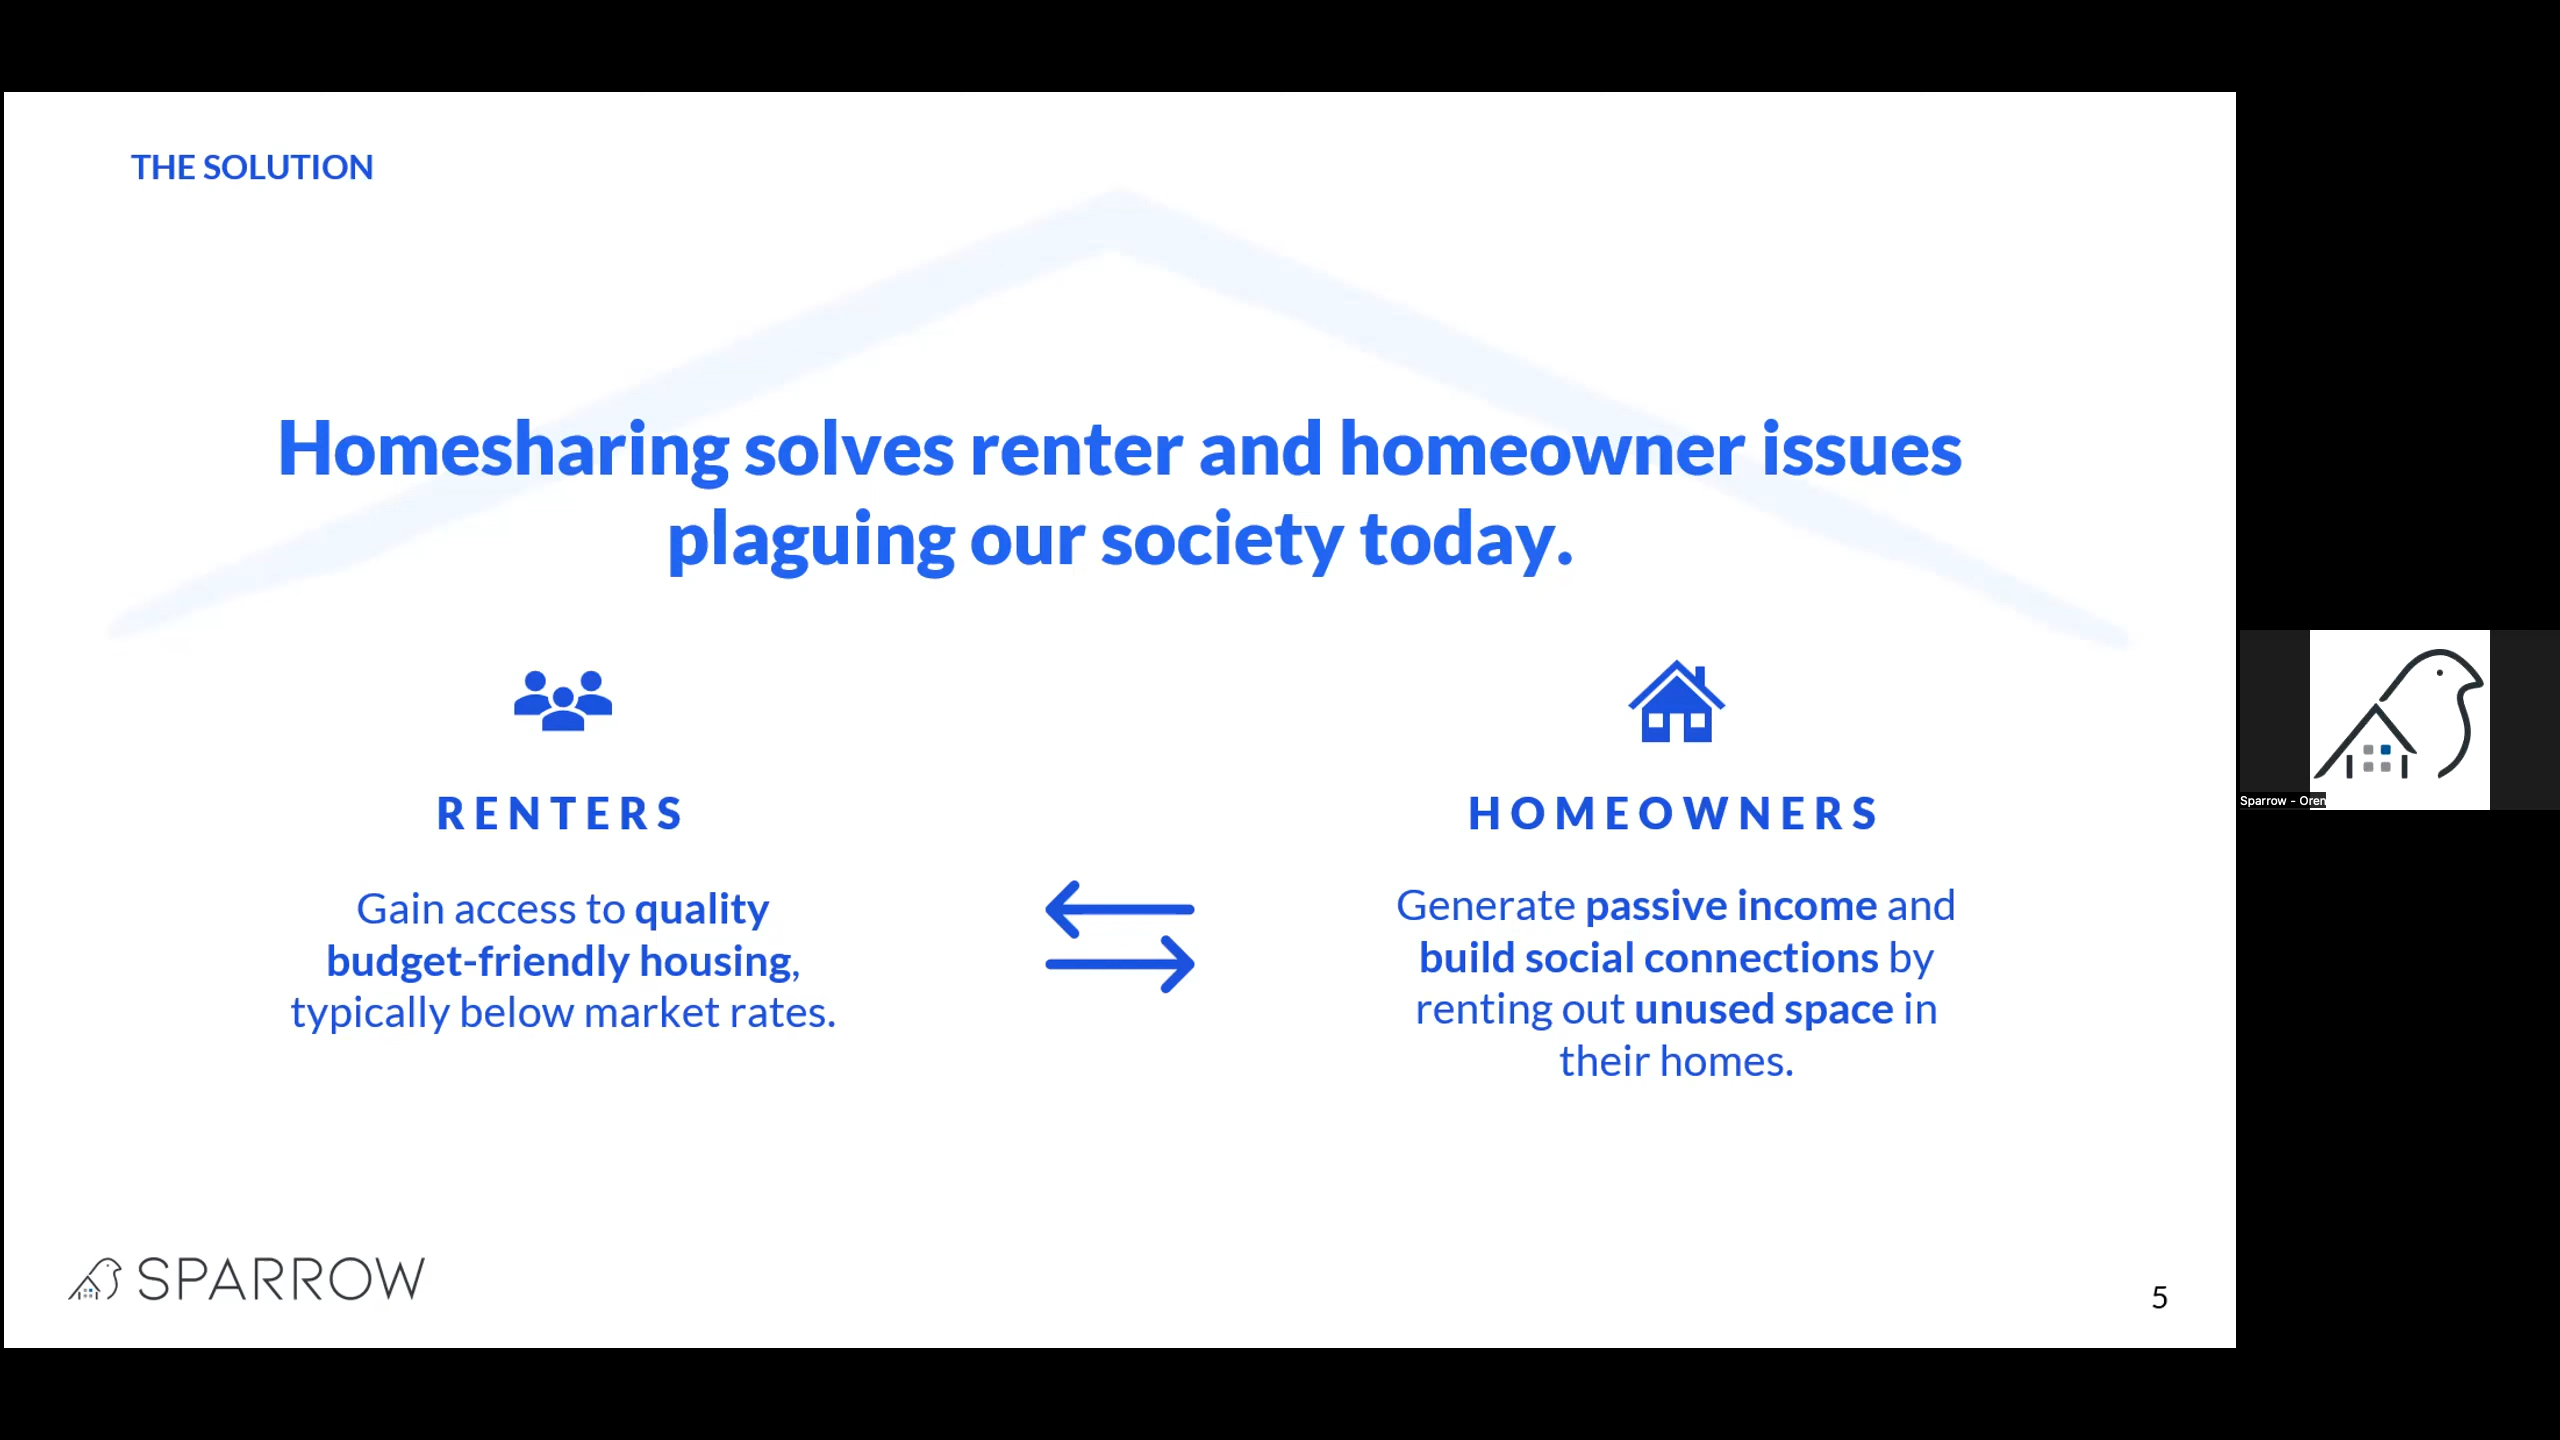 THE SOLUTION
Homesharing solves renter and homeowner issues
plaguing our society today.
RENTERS
Gain access to quality
budget-friendly housing,
typically below market rates.
HOMEOWNERS
Generate passive income and
build social connections by
renting out unused space in
their homes.
SPARROW
5
Sparrow - Oren